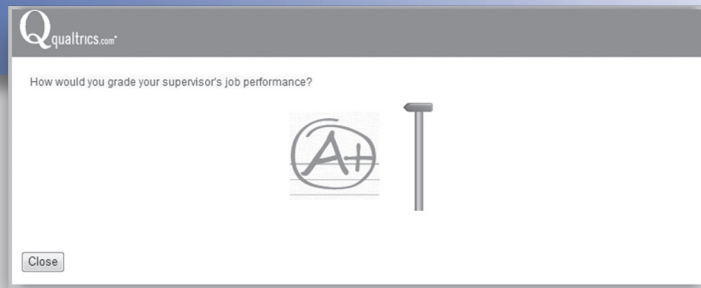 Qualtrics.com®
How would you grade your supervisor's job performance?
A+
Close